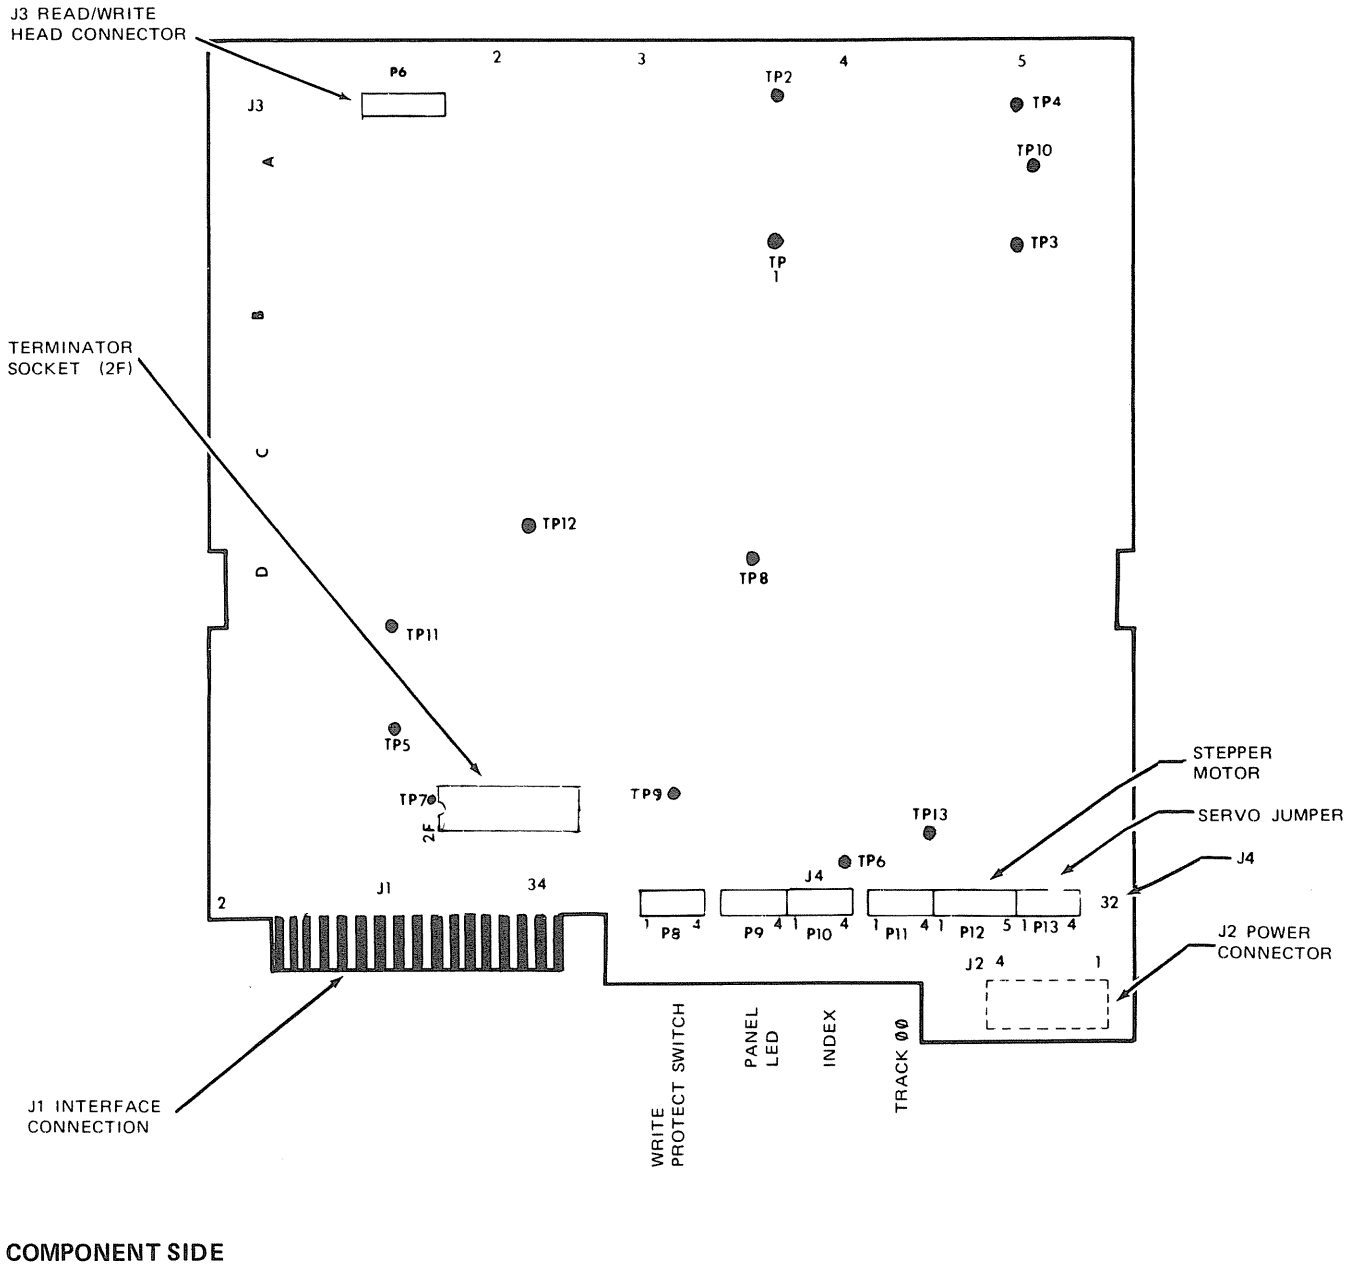 J3 READ/WRITE
HEAD CONNECTOR
2
3
4
5
P6
J3
TP2
TP4
A
TP10
TP
1
TP3
B
TERMINATOR
SOCKET (2F)
C
TP12
D
TP8
TP11
TP5
STEPPER
MOTOR
TP7
2F
TP9
TP13
SERVO JUMPER
TP6
J4
J4
2
J1
34
32
1 P8 4
P9 4
1 P10 4
1 P11 4
1 P12 5
1 P13 4
J2 4 1
J2 POWER
CONNECTOR
WRITE
PROTECT SWITCH
PANEL
LED
INDEX
TRACK 00
J1 INTERFACE
CONNECTION
COMPONENT SIDE